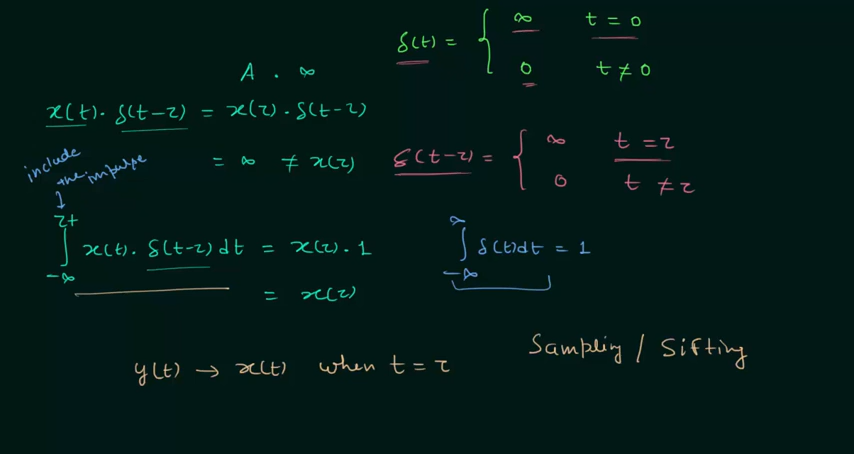 δ(t) = { ∞ t = 0
0 t ≠ 0
A · ∞
x(t) · δ(t-τ) = x(τ) · δ(t-τ)
= ∞ ≠ x(τ)
δ(t-τ) = { ∞ t = τ
0 t ≠ τ
include
the impulse
∫_{-∞}^{τ+} x(t) · δ(t-τ) dt = x(τ) · 1
= x(τ)
∫_{-∞}^{∞} δ(t) dt = 1
Sampling / Sifting
y(t) → x(t) when t = τ